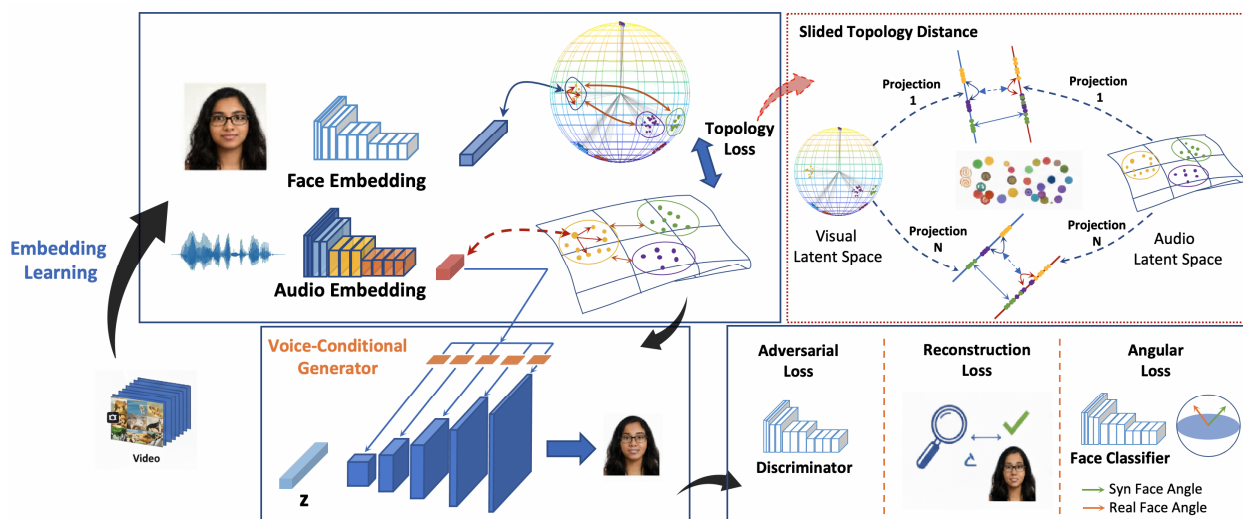 Embedding
Learning
Face Embedding
Audio Embedding
Topology
Loss
Slided Topology Distance
Projection
1
Projection
1
Visual
Latent Space
Projection
N
Projection
N
Audio
Latent Space
Video
Voice-Conditional
Generator
z
Adversarial
Loss
Discriminator
Reconstruction
Loss
Angular
Loss
Face Classifier
Syn Face Angle
Real Face Angle